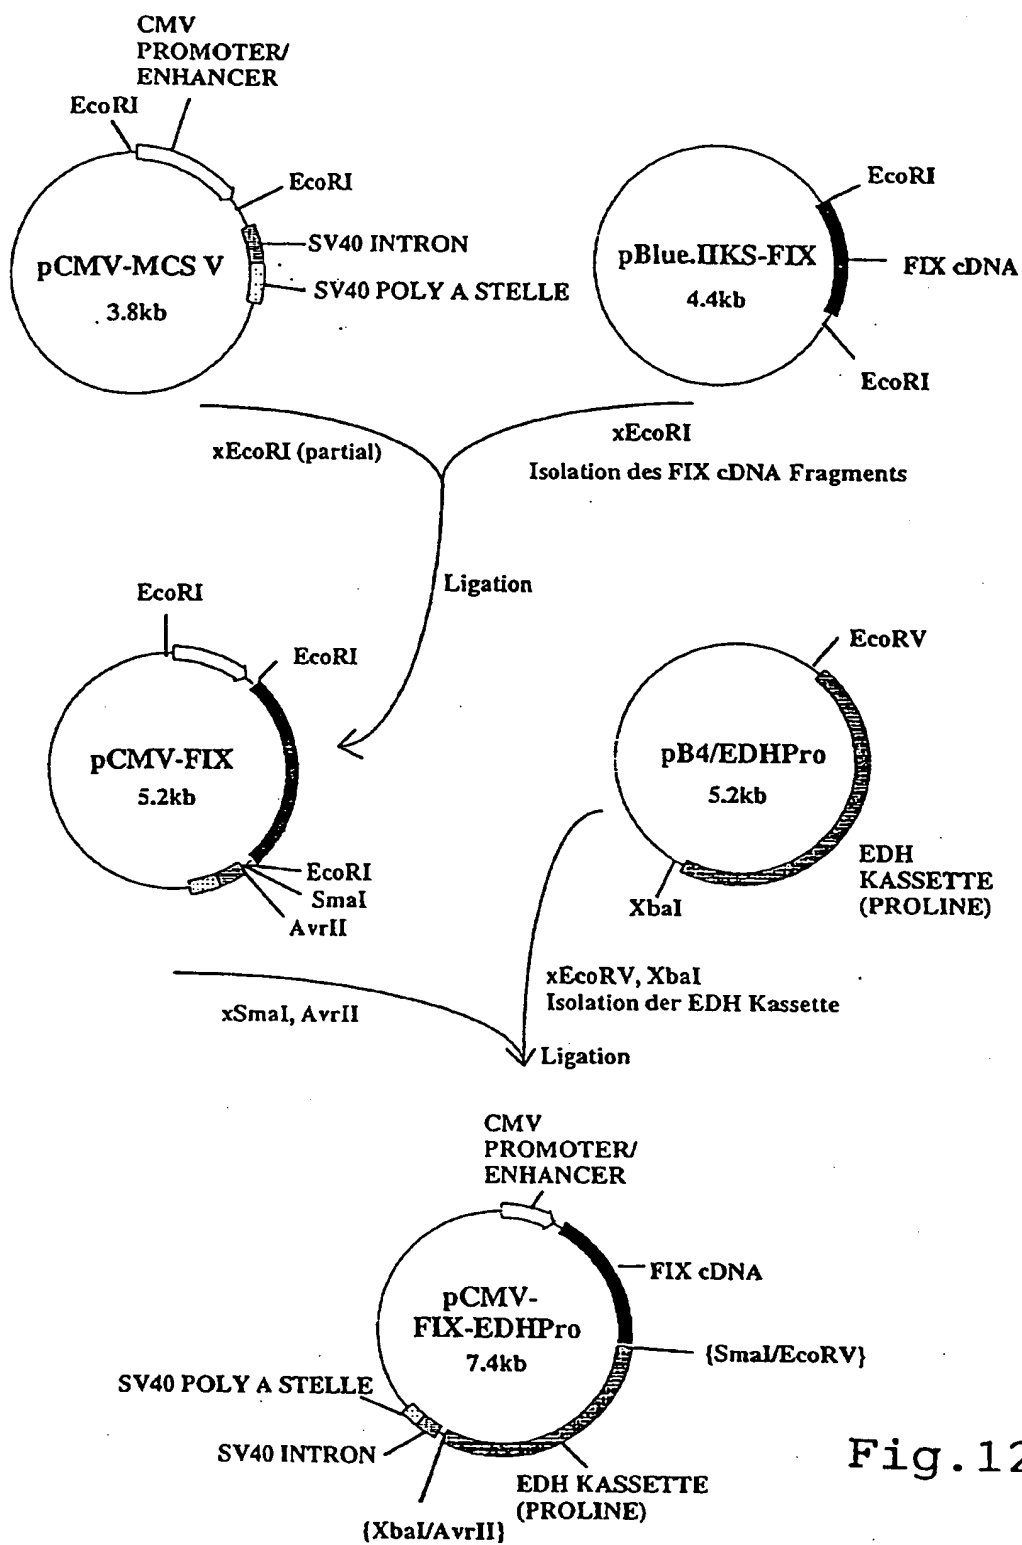 CMV
PROMOTER/
ENHANCER
EcoRI
EcoRI
SV40 INTRON
SV40 POLY A STELLE
pCMV-MCS V
3.8kb
EcoRI
pBlue.IIKS-FIX
4.4kb
FIX cDNA
EcoRI
xEcoRI (partial)
xEcoRI
Isolation des FIX cDNA Fragments
Ligation
EcoRI
EcoRI
pCMV-FIX
5.2kb
EcoRI
SmaI
AvrII
EcoRV
pB4/EDHPro
5.2kb
EDH
KASSETTE
(PROLINE)
XbaI
xSmaI, AvrII
xEcoRV, XbaI
Isolation der EDH Kassette
Ligation
CMV
PROMOTER/
ENHANCER
FIX cDNA
pCMV-
FIX-EDHPro
7.4kb
{SmaI/EcoRV}
SV40 POLY A STELLE
SV40 INTRON
EDH KASSETTE
(PROLINE)
{XbaI/AvrII}
Fig.12